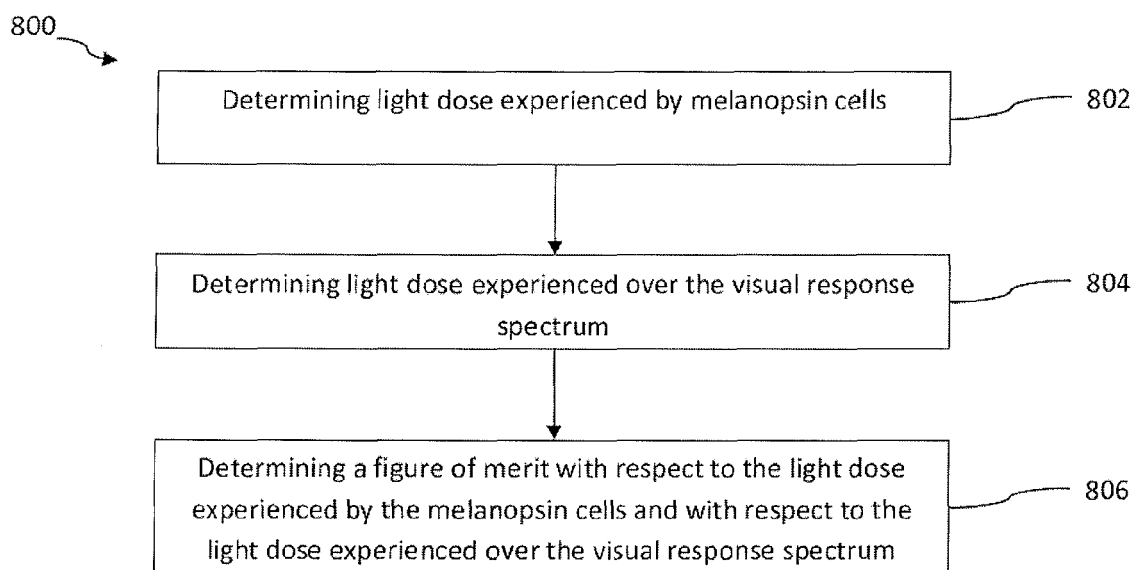 800
Determining light dose experienced by melanopsin cells
802
Determining light dose experienced over the visual response
spectrum
804
Determining a figure of merit with respect to the light dose
experienced by the melanopsin cells and with respect to the
light dose experienced over the visual response spectrum
806